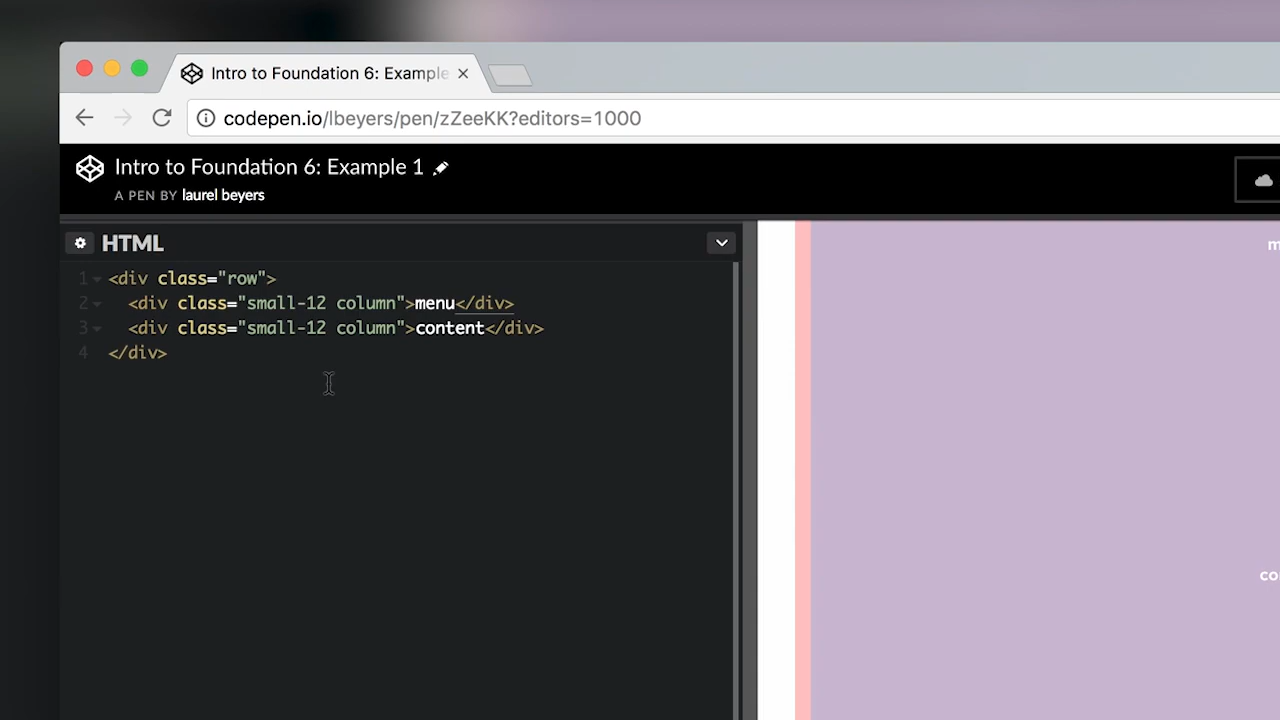 Intro to Foundation 6: Example
codepen.io/lbeyers/pen/zZeeKK?editors=1000
Intro to Foundation 6: Example 1
A PEN BY laurel beyers
HTML
1 <div class="row">
2 <div class="small-12 column">menu</div>
3 <div class="small-12 column">content</div>
4 </div>
m
co